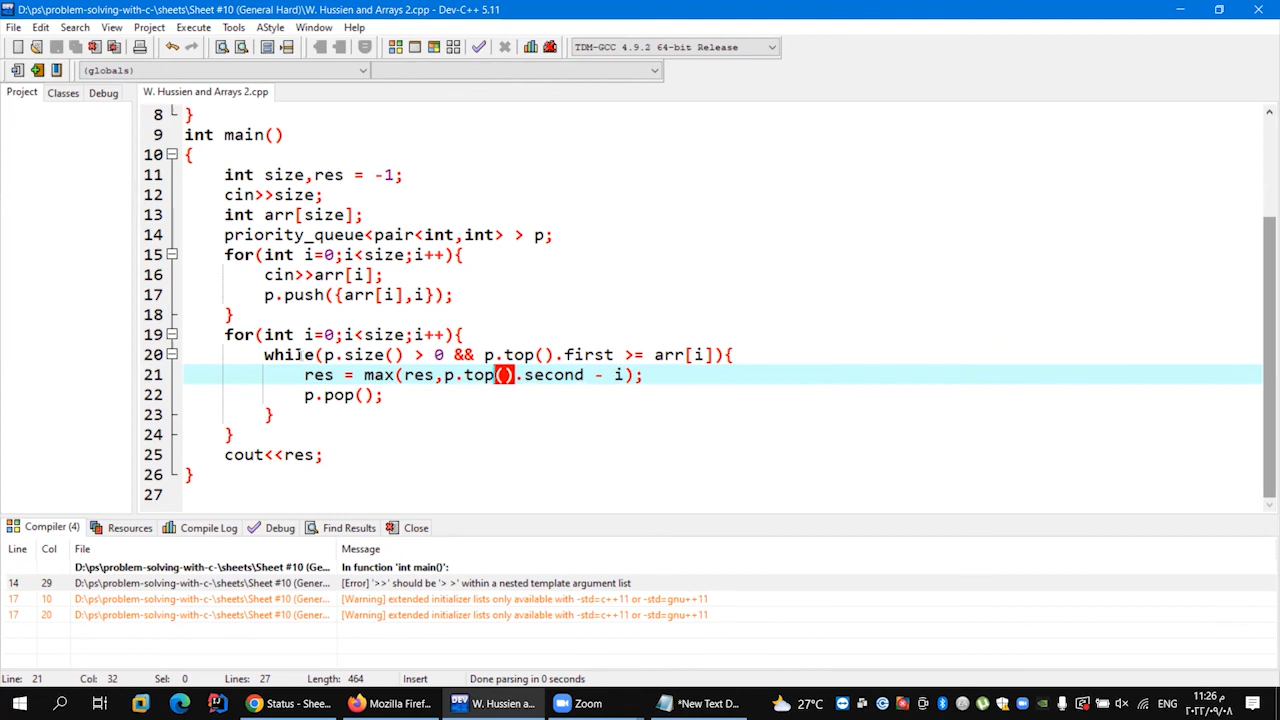 D:\ps\problem-solving-with-c-\sheets\Sheet #10 (General Hard)\W. Hussien and Arrays 2.cpp - Dev-C++ 5.11
File Edit Search View Project Execute Tools AStyle Window Help
TDM-GCC 4.9.2 64-bit Release
(globals)
Project Classes Debug W. Hussien and Arrays 2.cpp
8 }
9 int main()
10 {
11 int size,res = -1;
12 cin>>size;
13 int arr[size];
14 priority_queue<pair<int,int> > p;
15 for(int i=0;i<size;i++){
16 cin>>arr[i];
17 p.push({arr[i],i});
18 }
19 for(int i=0;i<size;i++){
20 while(p.size() > 0 && p.top().first >= arr[i]){
21 res = max(res,p.top().second - i);
22 p.pop();
23 }
24 }
25 cout<<res;
26 }
27
Compiler (4) Resources Compile Log Debug Find Results Close
Line Col File Message
D:\ps\problem-solving-with-c-\sheets\Sheet #10 (Ge... In function 'int main()':
14 29 D:\ps\problem-solving-with-c-\sheets\Sheet #10 (Gener... [Error] '>>' should be '> >' within a nested template argument list
17 10 D:\ps\problem-solving-with-c-\sheets\Sheet #10 (Gener... [Warning] extended initializer lists only available with -std=c++11 or -std=gnu++11
17 20 D:\ps\problem-solving-with-c-\sheets\Sheet #10 (Gener... [Warning] extended initializer lists only available with -std=c++11 or -std=gnu++11
Line: 21 Col: 32 Sel: 0 Lines: 27 Length: 464 Insert Done parsing in 0 seconds
Status - Shee... Mozilla Firef... W. Hussien a... Zoom *New Text D... 27°C
١١:٢٦ م
٢٠٢٢/٠٩/٠٨